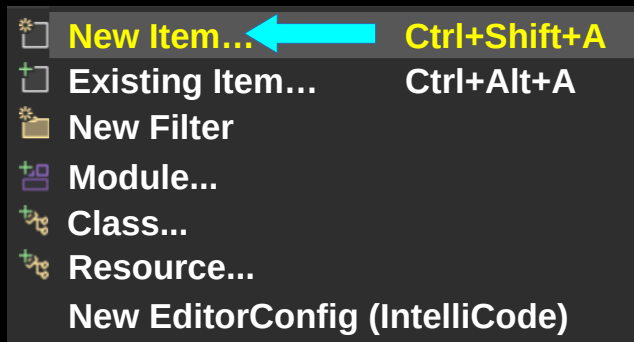 New Item… Ctrl+Shift+A
Existing Item… Ctrl+Alt+A
New Filter
Module...
Class...
Resource...
New EditorConfig (IntelliCode)